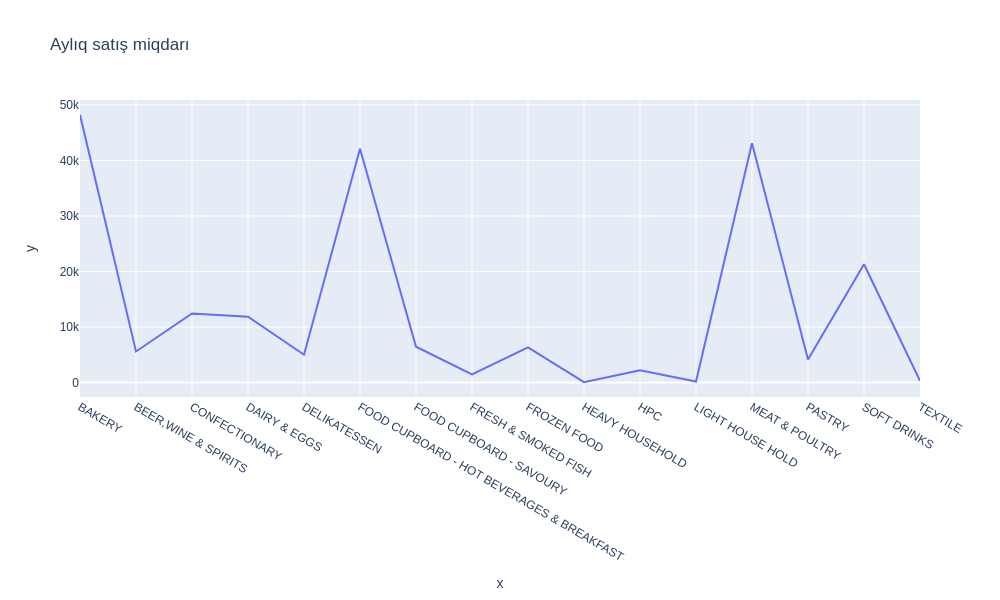 Aylıq satış miqdarı
y
50k
40k
30k
20k
10k
0
BAKERY
BEER,WINE & SPIRITS
CONFECTIONARY
DAIRY & EGGS
DELIKATESSEN
FOOD CUPBOARD - HOT BEVERAGES & BREAKFAST
FOOD CUPBOARD - SAVOURY
FRESH & SMOKED FISH
FROZEN FOOD
HEAVY HOUSEHOLD
HPC
LIGHT HOUSE HOLD
MEAT & POULTRY
PASTRY
SOFT DRINKS
TEXTILE
x